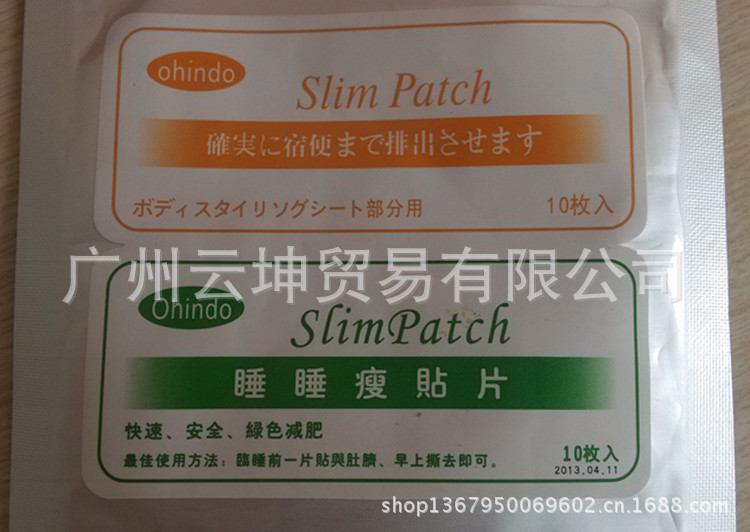 ohindo
Slim Patch
確実に宿便まで排出させます
ボディスタイリソグシート部分用 10枚入
广州云坤贸易有限公司
Ohindo
SlimPatch
睡睡瘦貼片
快速、安全、緑色减肥
最佳使用方法：臨睡前一片貼與肚臍、早上撕去即可。
10枚入
2013.04.11
shop1367950069602.cn.1688.com